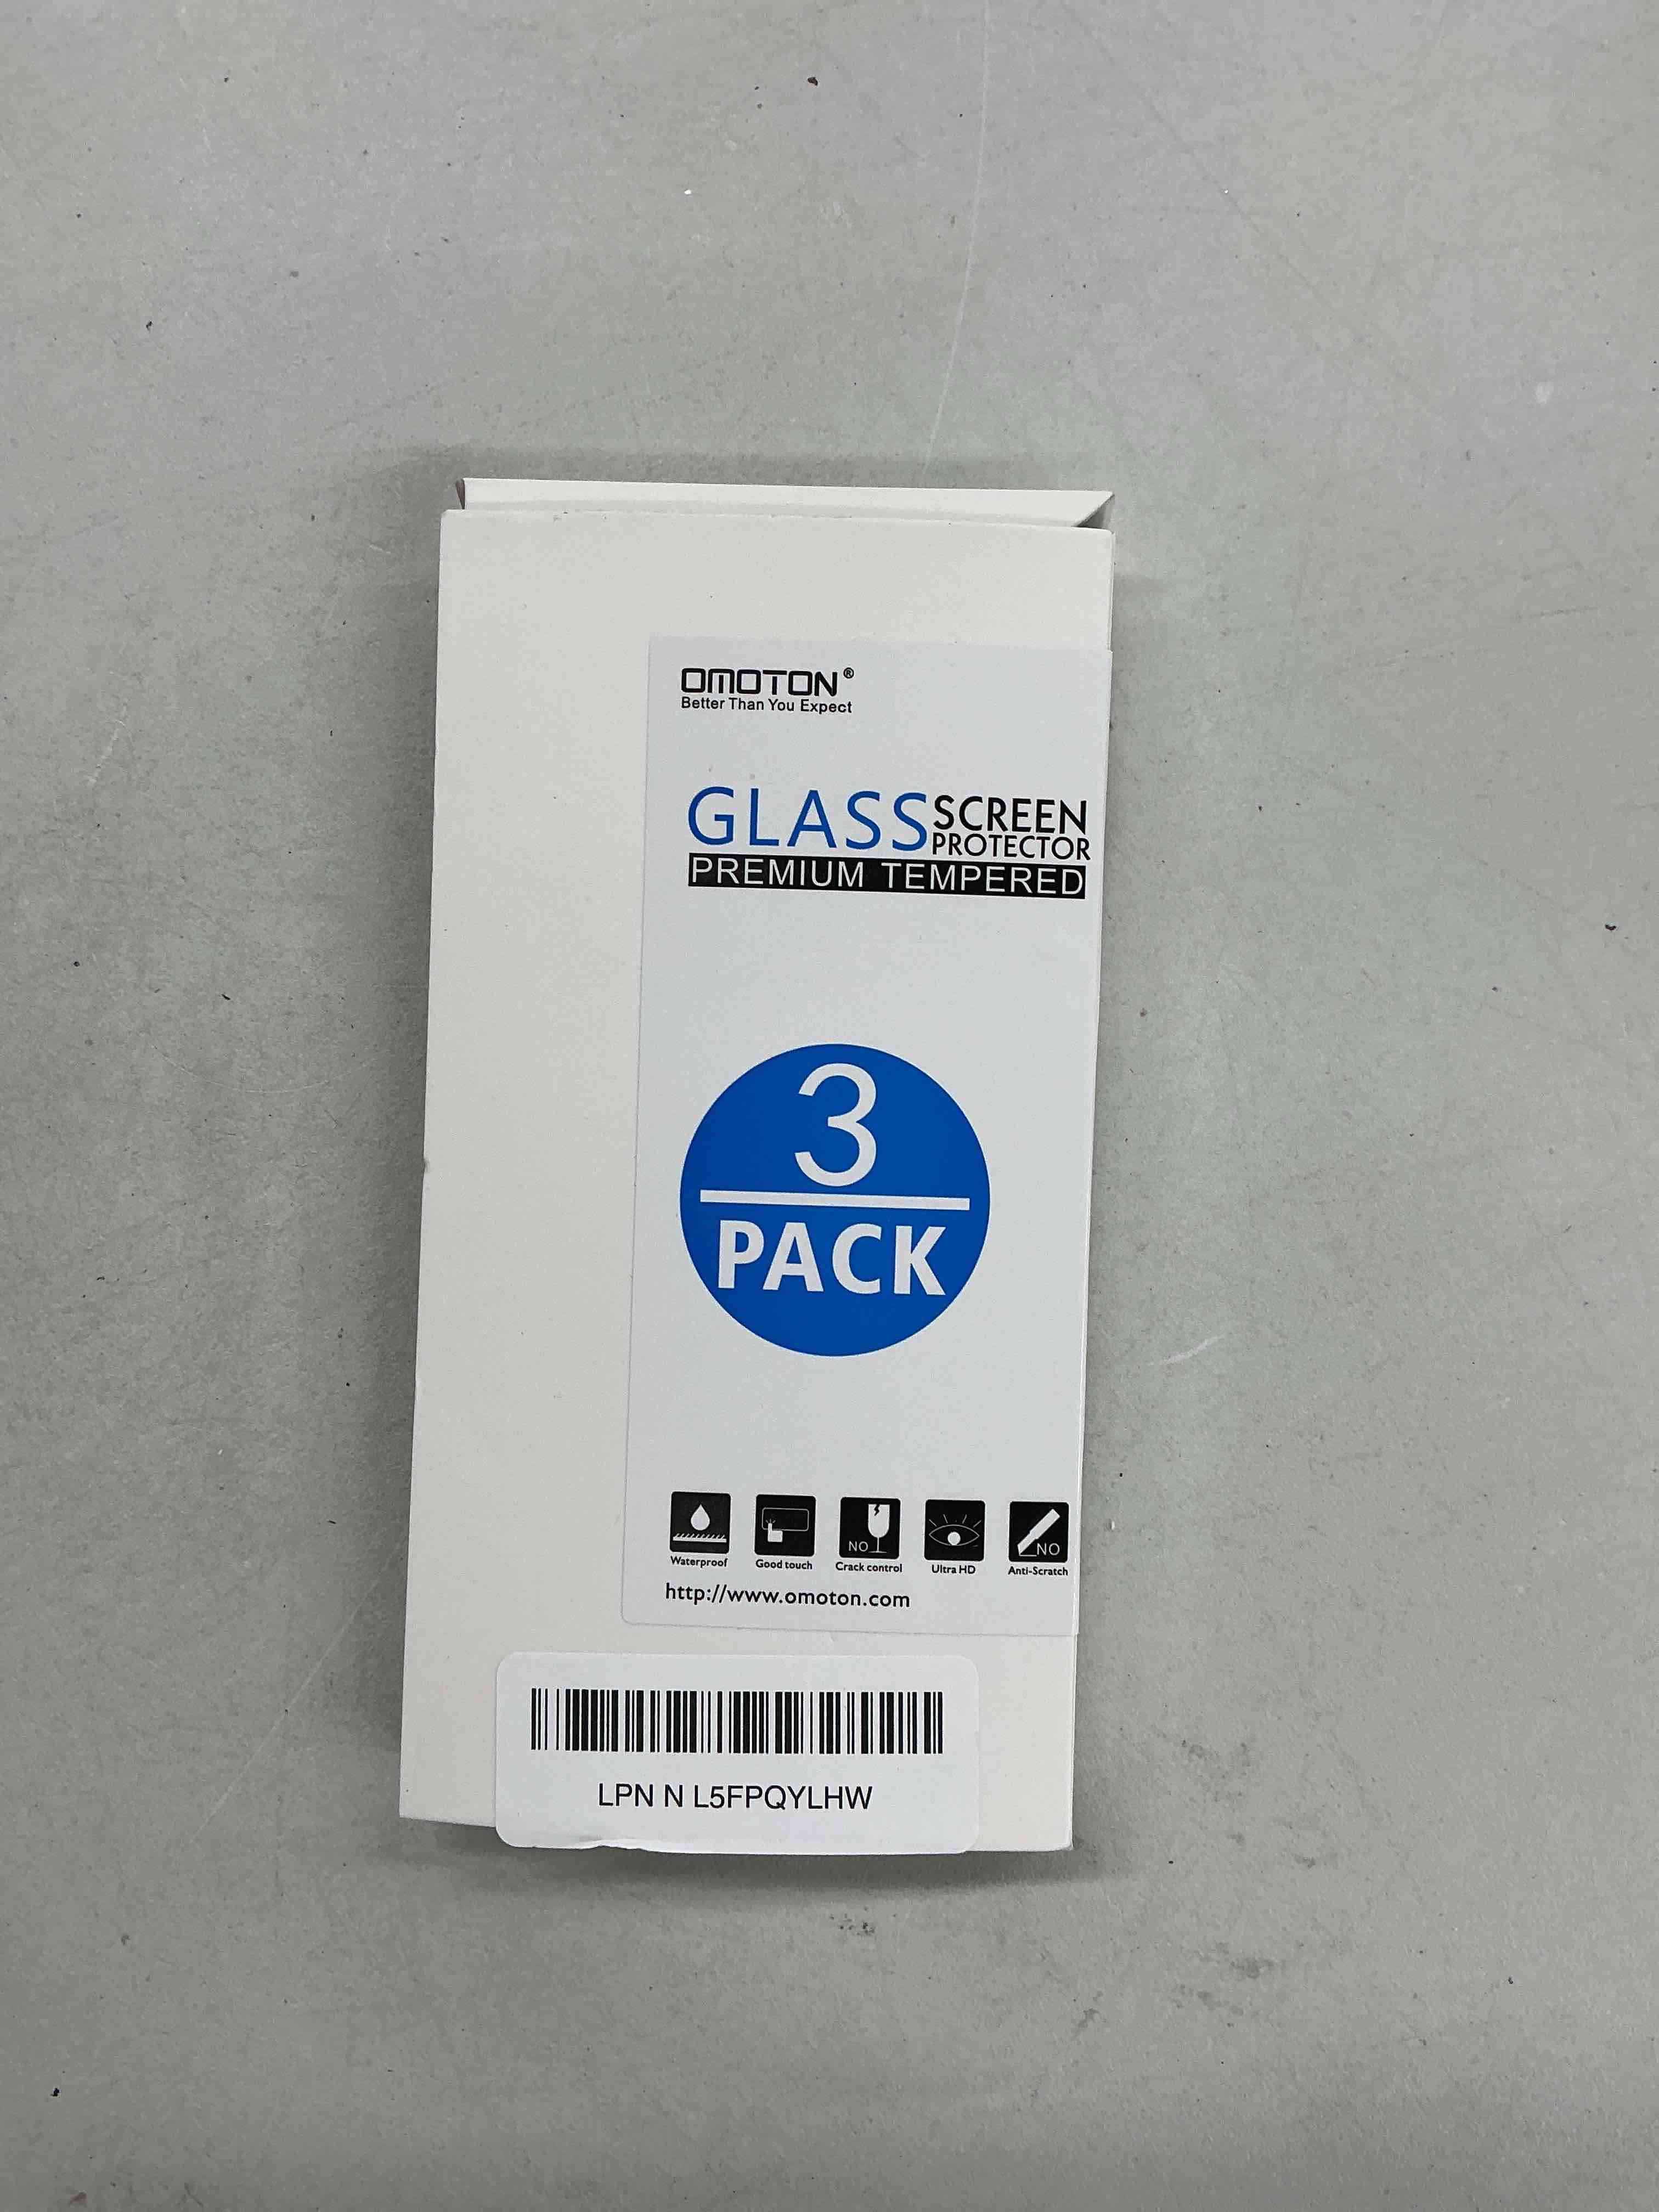 OMOTON®
Better Than You Expect
GLASS SCREEN
PROTECTOR
PREMIUM TEMPERED
3
PACK
NO
NO
Waterproof Good touch Crack control Ultra HD Anti-Scratch
http://www.omoton.com
LPN N L5FPQYLHW